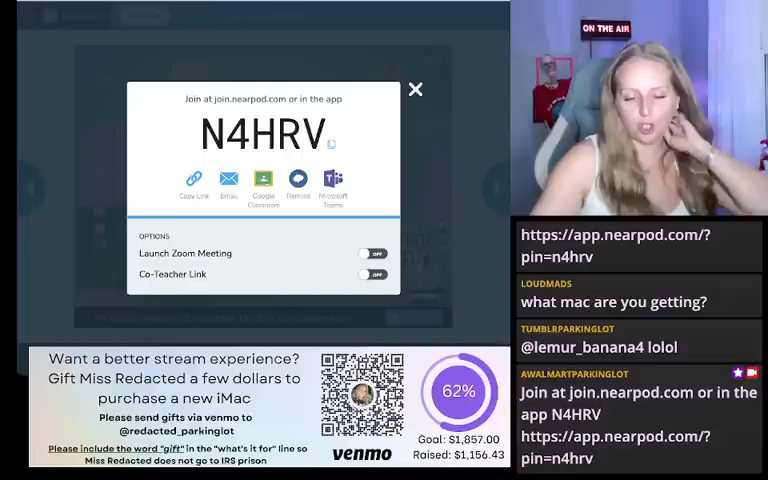 Join at join.nearpod.com or in the app
N4HRV
Copy Link
Email
Google Classroom
Remind
Microsoft Teams
OPTIONS
Launch Zoom Meeting
OFF
Co-Teacher Link
OFF
Want a better stream experience?
Gift Miss Redacted a few dollars to
purchase a new iMac
Please send gifts via venmo to
@redacted_parkinglot
Please include the word "gift" in the "what's it for" line so
Miss Redacted does not go to IRS prison
venmo
62%
Goal: $1,857.00
Raised: $1,156.43
ON THE AIR
https://app.nearpod.com/?
pin=n4hrv
LOUDMADS
what mac are you getting?
TUMBLRPARKINGLOT
@lemur_banana4 lolol
AWALMARTPARKINGLOT
Join at join.nearpod.com or in the
app N4HRV
https://app.nearpod.com/?
pin=n4hrv